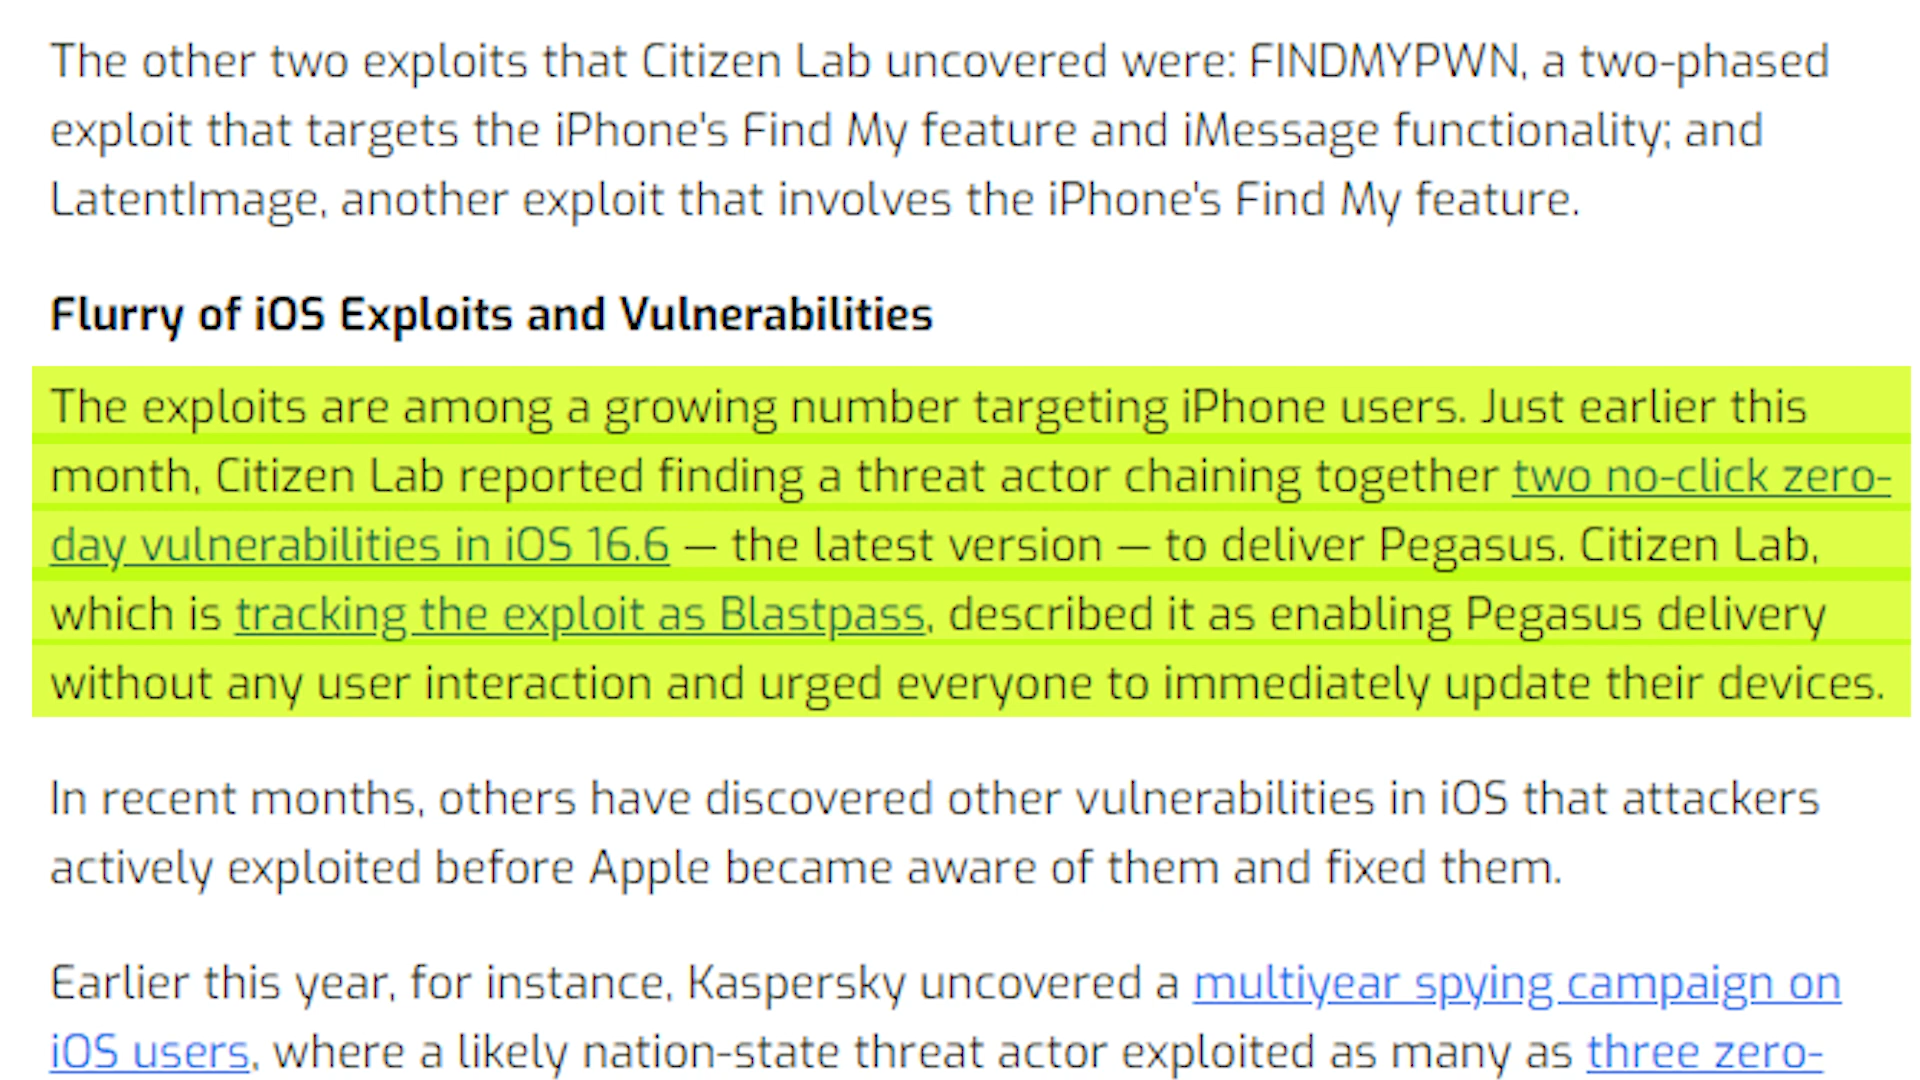 The other two exploits that Citizen Lab uncovered were: FINDMYPWN, a two-phased
exploit that targets the iPhone's Find My feature and iMessage functionality; and
LatentImage, another exploit that involves the iPhone's Find My feature.
Flurry of iOS Exploits and Vulnerabilities
The exploits are among a growing number targeting iPhone users. Just earlier this
month, Citizen Lab reported finding a threat actor chaining together two no-click zero-
day vulnerabilities in iOS 16.6 — the latest version — to deliver Pegasus. Citizen Lab,
which is tracking the exploit as Blastpass, described it as enabling Pegasus delivery
without any user interaction and urged everyone to immediately update their devices.
In recent months, others have discovered other vulnerabilities in iOS that attackers
actively exploited before Apple became aware of them and fixed them.
Earlier this year, for instance, Kaspersky uncovered a multiyear spying campaign on
iOS users, where a likely nation-state threat actor exploited as many as three zero-